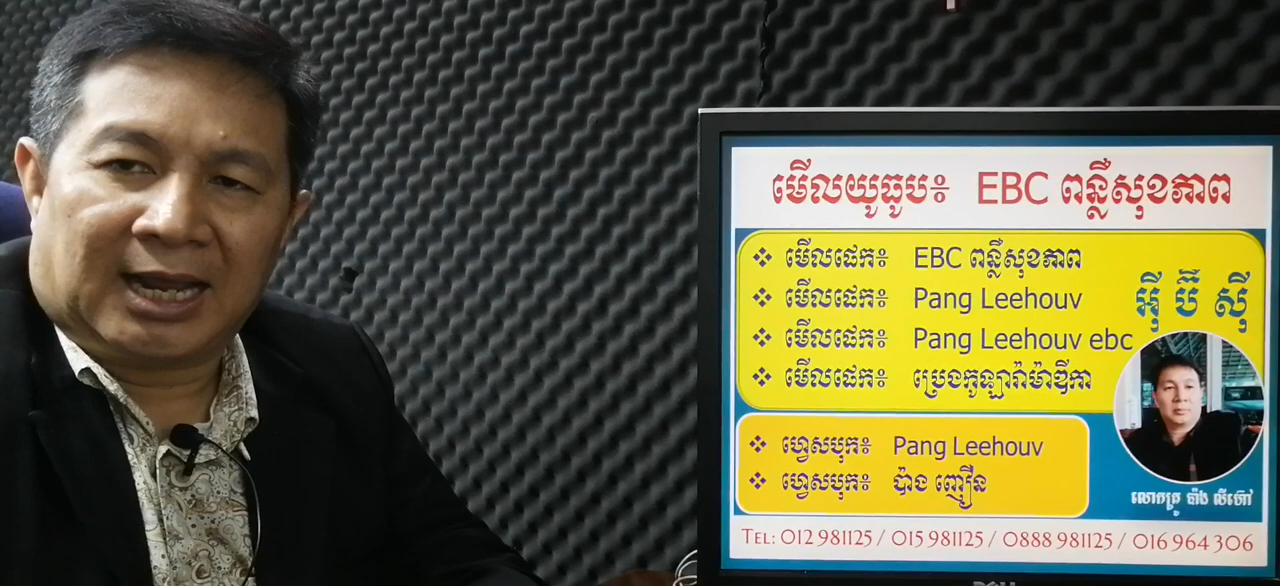 មើលយូធូប៖ EBC ពន្លឺសុខភាព
❖ មើលផេក៖ EBC ពន្លឺសុខភាព
❖ មើលផេក៖ Pang Leehouv
❖ មើលផេក៖ Pang Leehouv ebc
❖ មើលផេក៖ ប្រេងកូឡារ៉ាម៉ាឌីកា
អ៊ី ប៊ី ស៊ី
❖ ហ្វេសបុក៖ Pang Leehouv
❖ ហ្វេសបុក៖ ប៉ាង ញឿន
លោកគ្រូ ប៉ាង លីហ៊ៅ
TEL: 012 981125 / 015 981125 / 0888 981125 / 016 964 306